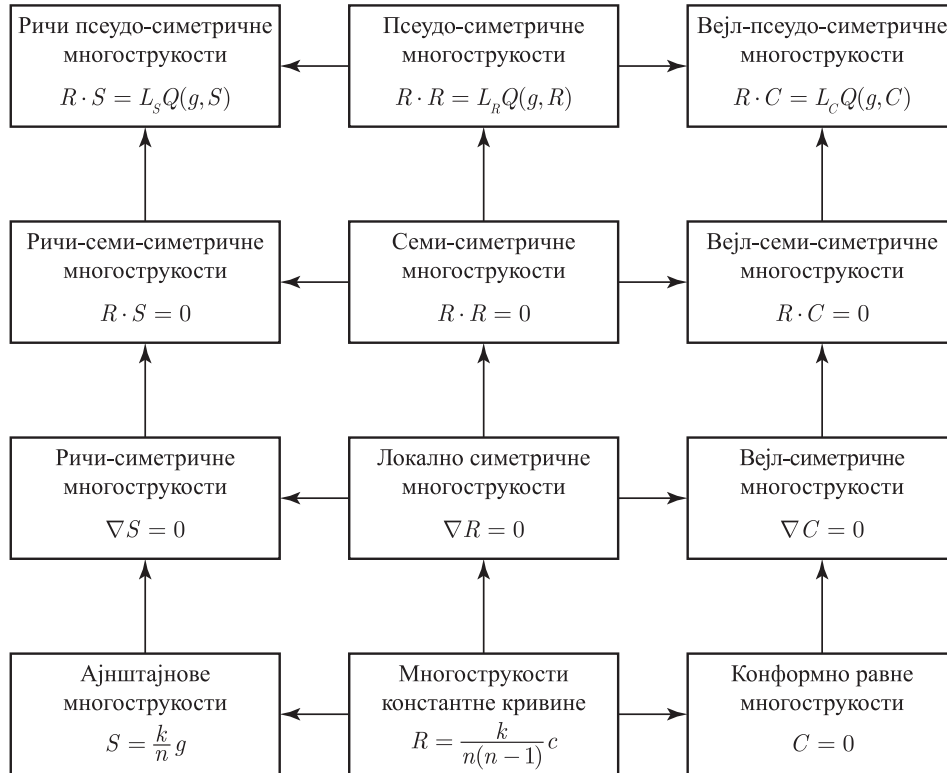 Ричи псеудо-симетричне
многострукости
R · S = L_S Q(g, S)
Псеудо-симетричне
многострукости
R · R = L_R Q(g, R)
Вејл-псеудо-симетричне
многострукости
R · C = L_C Q(g, C)
Ричи-семи-симетричне
многострукости
R · S = 0
Семи-симетричне
многострукости
R · R = 0
Вејл-семи-симетричне
многострукости
R · C = 0
Ричи-симетричне
многострукости
∇S = 0
Локално симетричне
многострукости
∇R = 0
Вејл-симетричне
многострукости
∇C = 0
Ајнштајнове
многострукости
S = k/n g
Многострукости
константне кривине
R = k/n(n − 1) c
Конформно равне
многострукости
C = 0